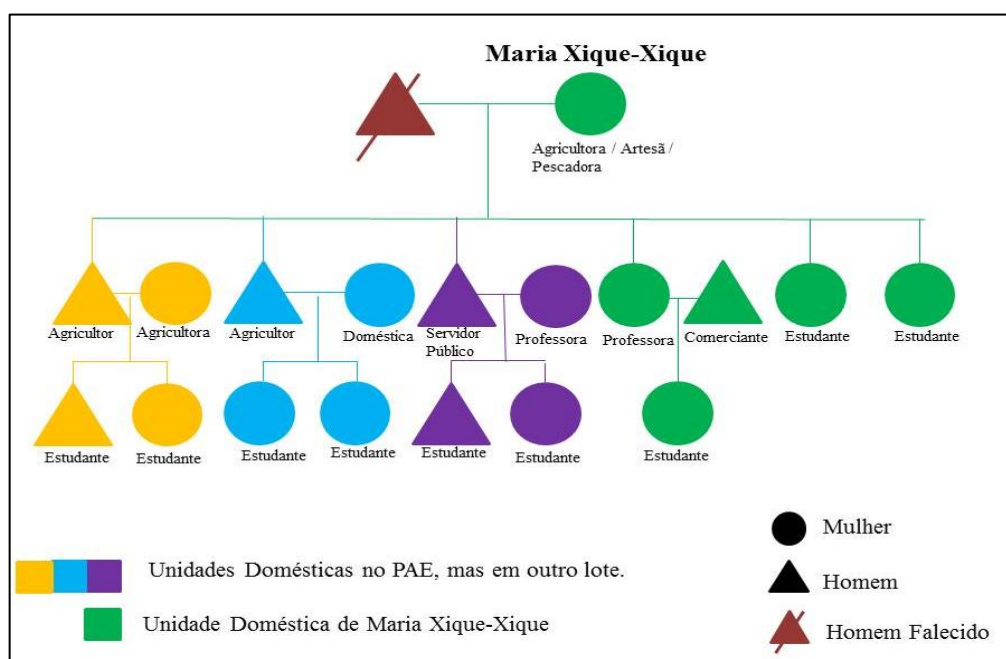 Maria Xique-Xique
Agricultora / Artesã /
Pescadora
Agricultor
Agricultora
Agricultor
Doméstica
Servidor
Público
Professora
Professora
Comerciante
Estudante
Estudante
Estudante
Estudante
Estudante
Estudante
Estudante
Estudante
Estudante
Mulher
Unidades Domésticas no PAE, mas em outro lote.
Homem
Unidade Doméstica de Maria Xique-Xique
Homem Falecido